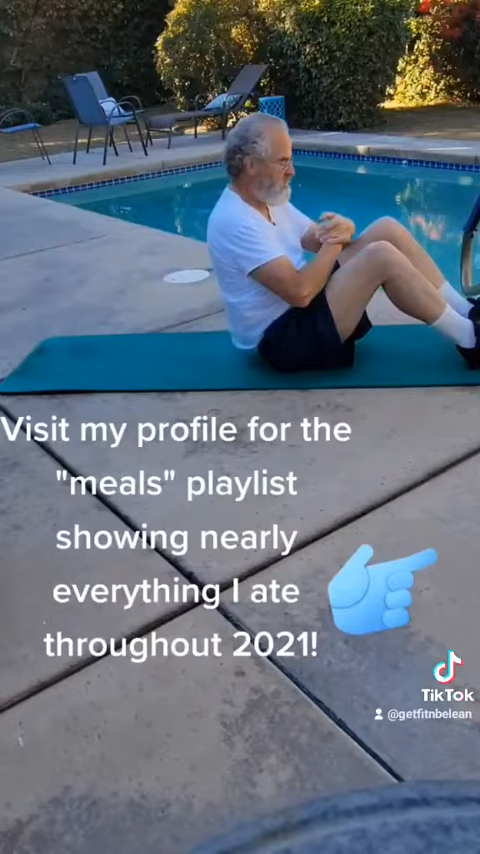 Visit my profile for the
"meals" playlist
showing nearly
everything I ate
throughout 2021!
TikTok
@getfitnbelean